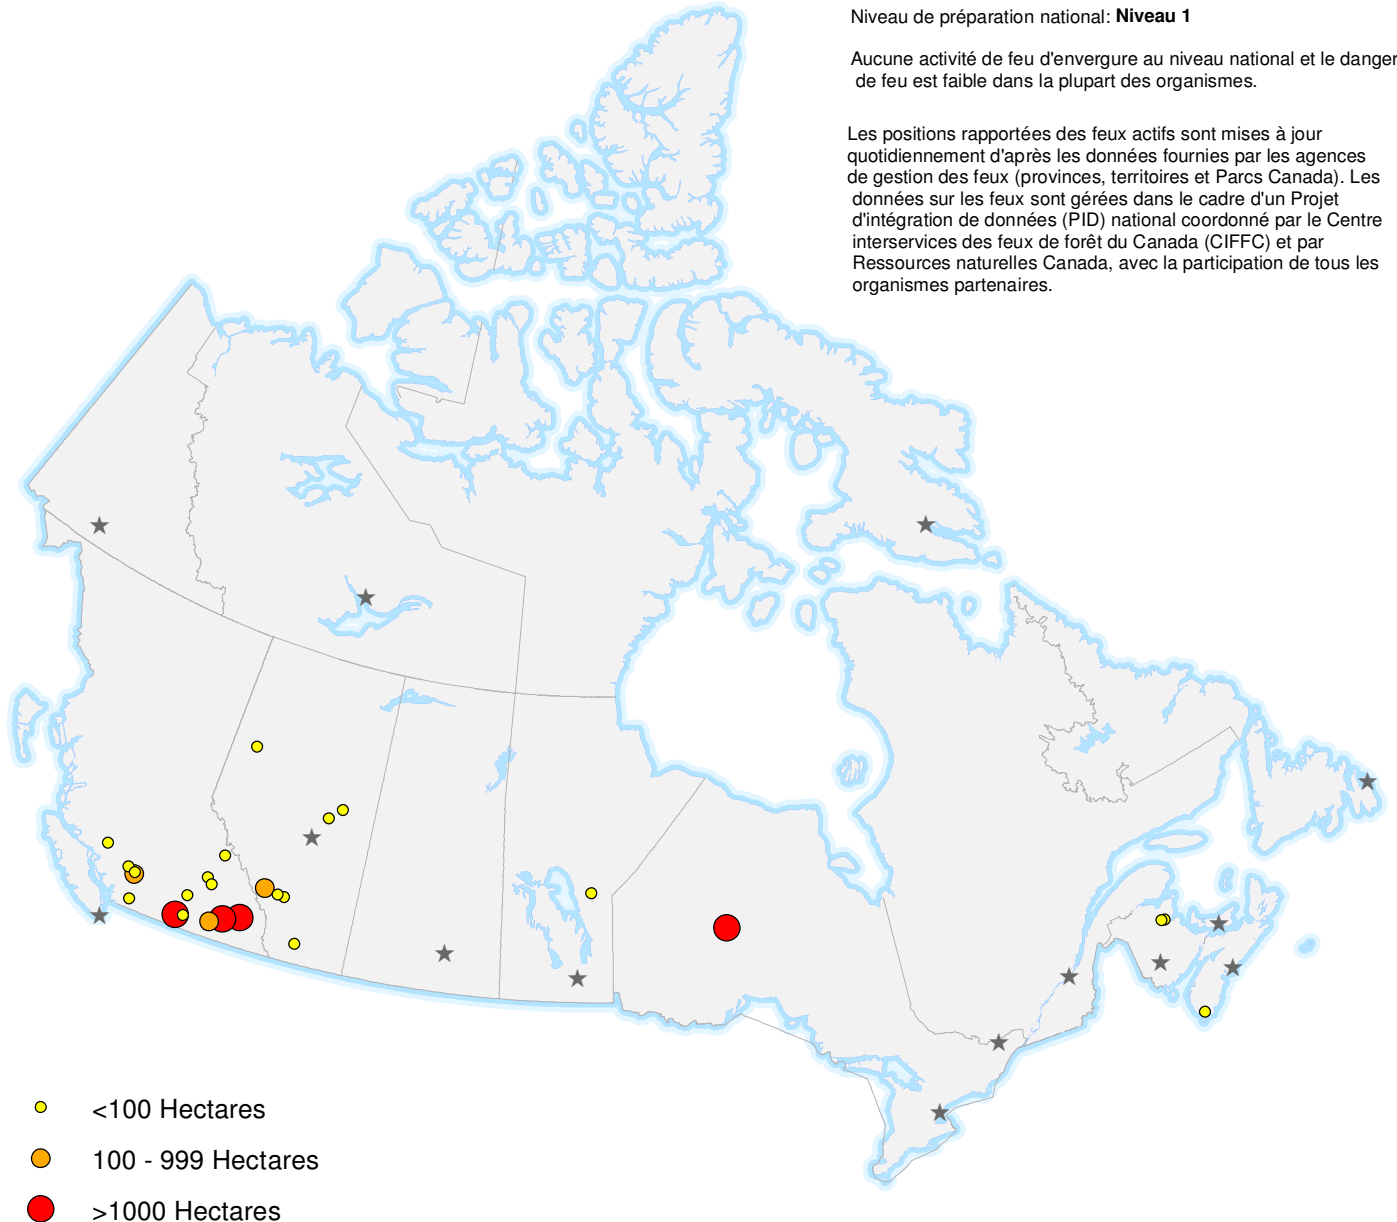 Niveau de préparation national: Niveau 1
Aucune activité de feu d'envergure au niveau national et le danger
de feu est faible dans la plupart des organismes.
Les positions rapportées des feux actifs sont mises à jour
quotidiennement d'après les données fournies par les agences
de gestion des feux (provinces, territoires et Parcs Canada). Les
données sur les feux sont gérées dans le cadre d'un Projet
d'intégration de données (PID) national coordonné par le Centre
interservices des feux de forêt du Canada (CIFFC) et par
Ressources naturelles Canada, avec la participation de tous les
organismes partenaires.
<100 Hectares
100 - 999 Hectares
>1000 Hectares